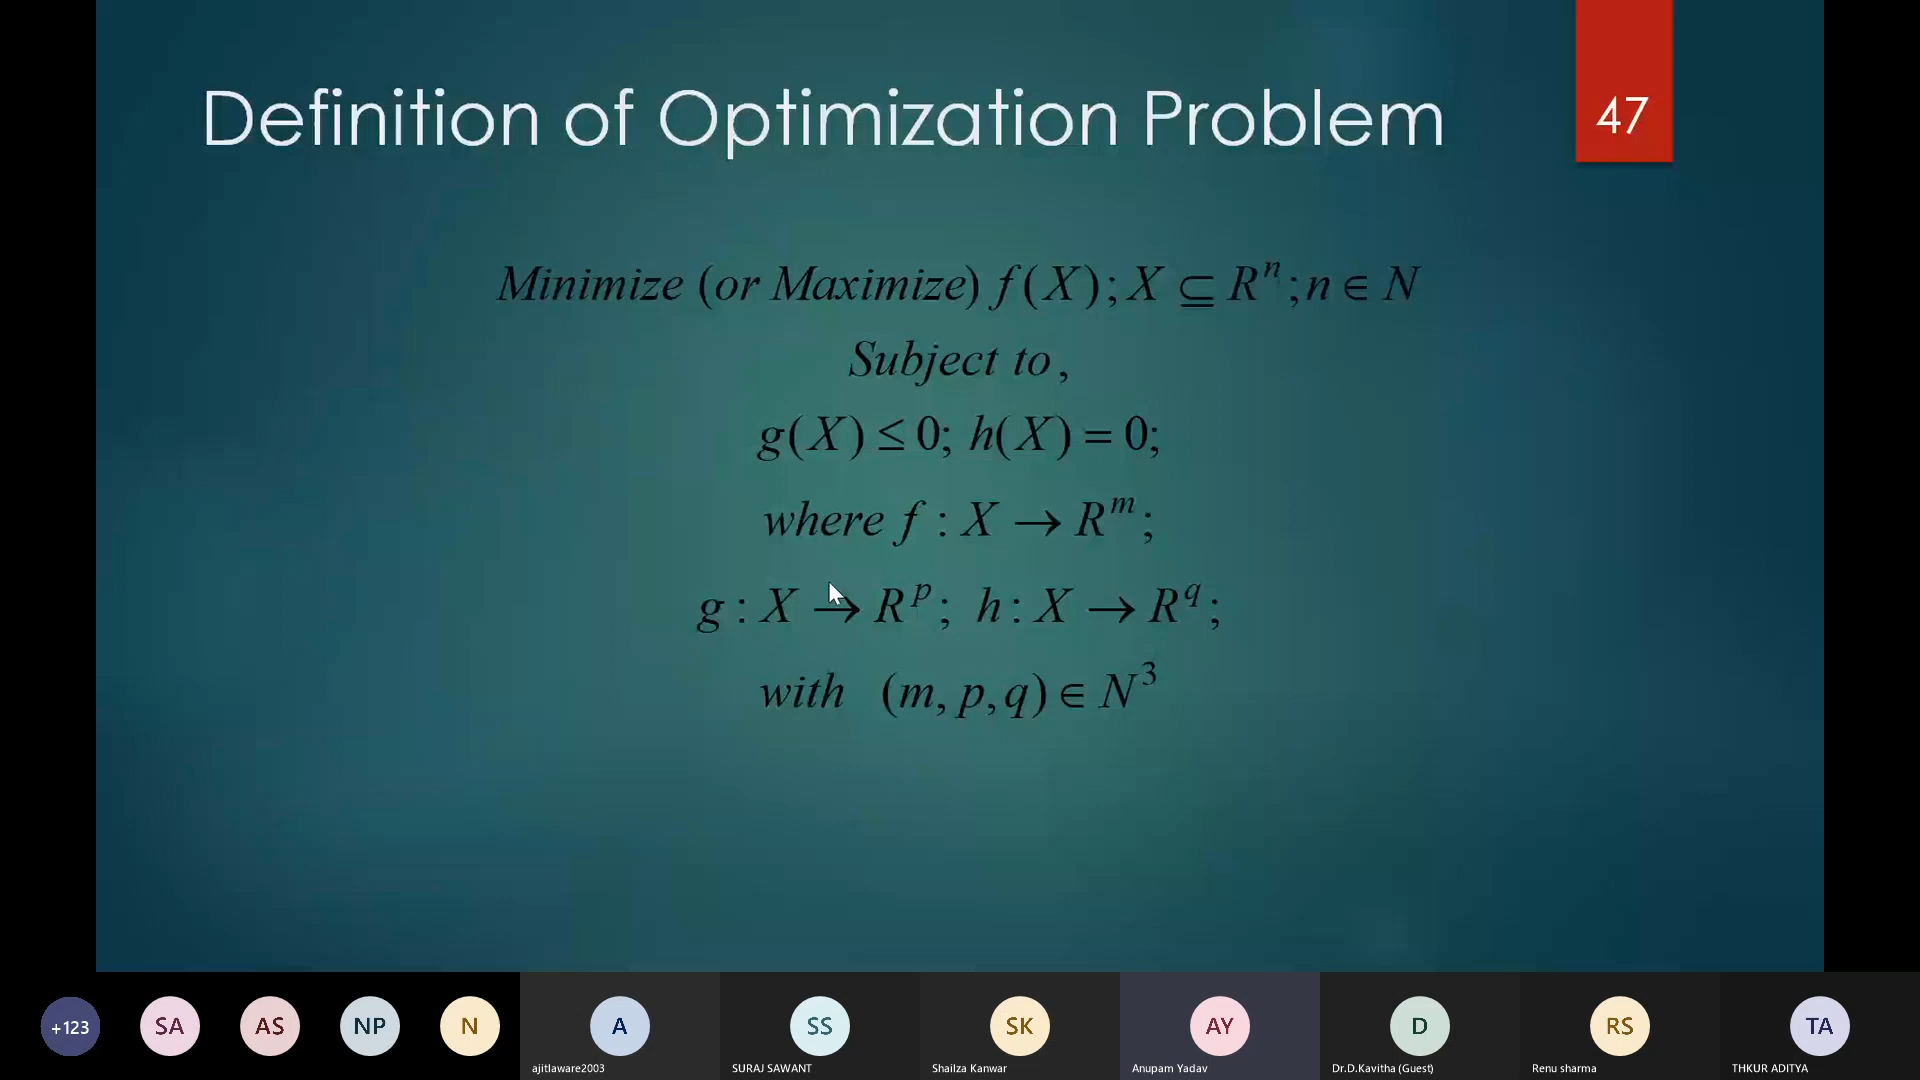 Definition of Optimization Problem
47
Minimize (or Maximize) f(X); X ⊆ Rⁿ; n ∈ N
Subject to,
g(X) ≤ 0; h(X) = 0;
where f : X → Rᵐ;
g : X → Rᵖ; h : X → R^q;
with (m, p, q) ∈ N³
+123
SA
AS
NP
N
A
SS
SK
AY
D
RS
TA
ajitlaware2003
SURAJ SAWANT
Shailza Kanwar
Anupam Yadav
Dr.D.Kavitha (Guest)
Renu sharma
THKUR ADITYA